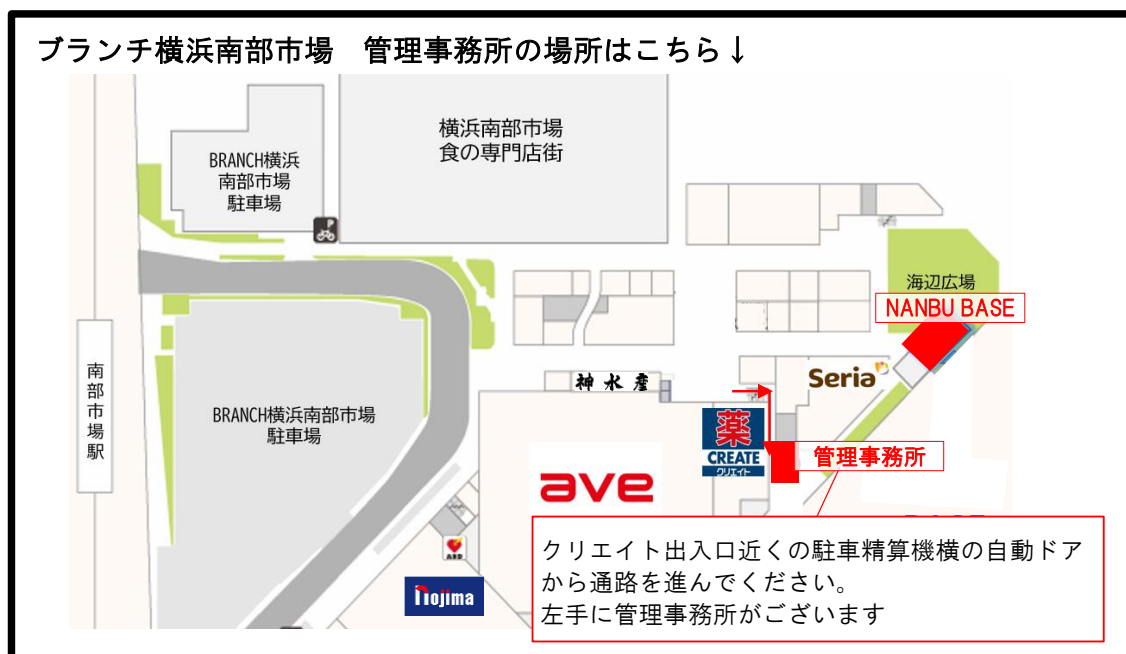 ブランチ横浜南部市場　管理事務所の場所はこちら↓
横浜南部市場
食の専門店街
BRANCH横浜
南部市場
駐車場
P
海辺広場
NANBU BASE
南部市場駅
神水産
Seria
BRANCH横浜南部市場
駐車場
薬
CREATE
クリエイト
管理事務所
ave
AED
nojima
クリエイト出入口近くの駐車精算機横の自動ドア
から通路を進んでください。
左手に管理事務所がございます